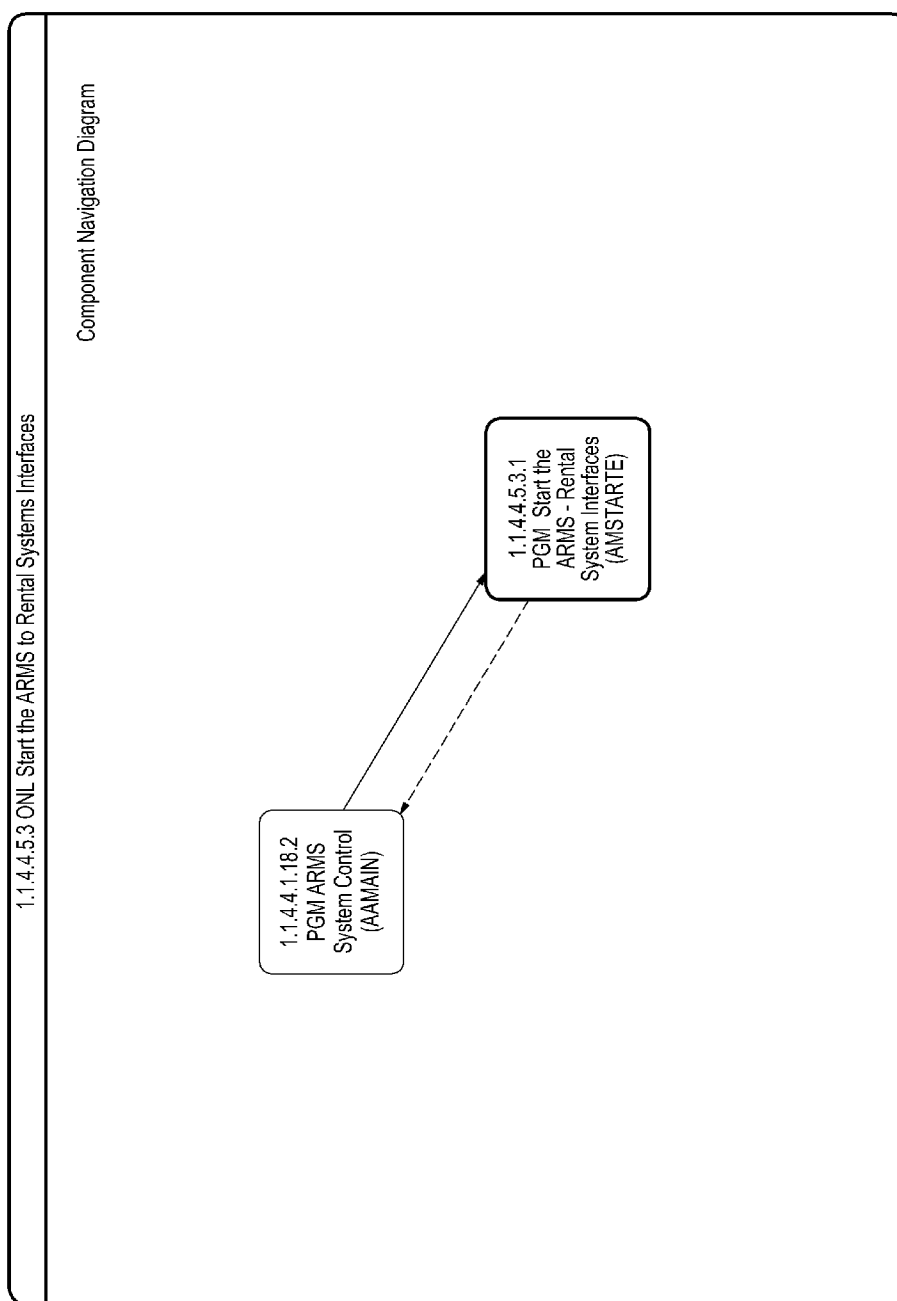 1.1.4.4.5.3 ONL Start the ARMS to Rental Systems Interfaces
Component Navigation Diagram
1.1.4.4.1.18.2
PGM ARMS
System Control
(AAMAIN)
1.1.4.4.5.3.1
PGM Start the
ARMS - Rental
System Interfaces
(AMSTARTE)